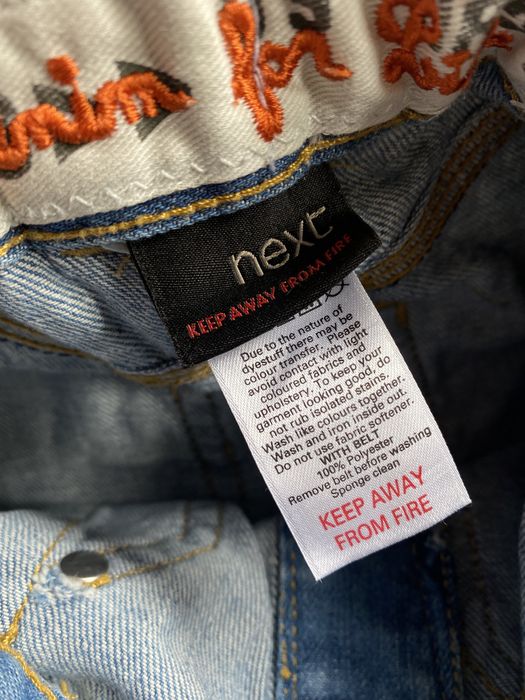 next
KEEP AWAY FROM FIRE
Due to the nature of
dyestuff there may be
colour transfer. Please
avoid contact with light
coloured fabrics and
upholstery. To keep your
garment looking good, do
not rub isolated stains.
Wash like colours together.
Wash and iron inside out.
Do not use fabric softener.
WITH BELT
100% Polyester
Remove belt before washing
Sponge clean
KEEP AWAY
FROM FIRE